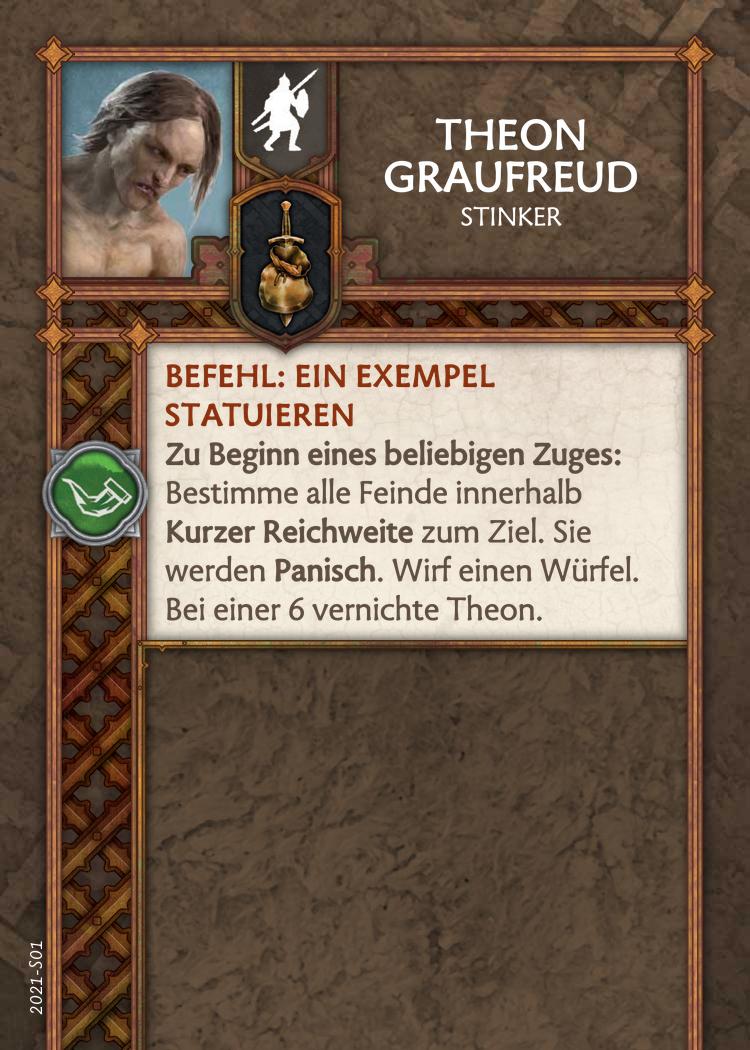 THEON
GRAUFREUD
STINKER
BEFEHL: EIN EXEMPEL
STATUIEREN
Zu Beginn eines beliebigen Zuges:
Bestimme alle Feinde innerhalb
Kurzer Reichweite zum Ziel. Sie
werden Panisch. Wirf einen Würfel.
Bei einer 6 vernichte Theon.
2021-S01